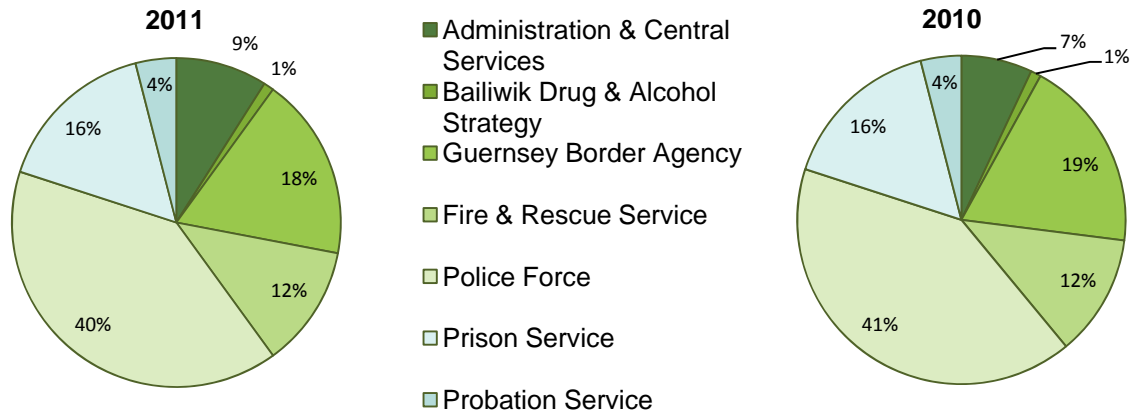 2011
9%
1%
18%
12%
40%
16%
4%
Administration & Central
Services
Bailiwik Drug & Alcohol
Strategy
Guernsey Border Agency
Fire & Rescue Service
Police Force
Prison Service
Probation Service
2010
7%
1%
19%
12%
41%
16%
4%